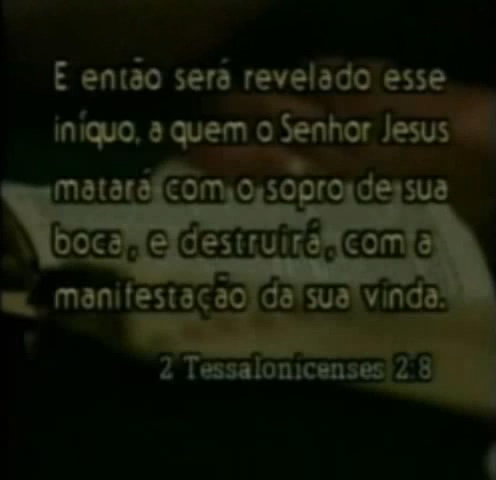 E então será revelado esse
iníquo, a quem o Senhor Jesus
matará com o sopro de sua
boca, e destruirá, com a
manifestação da sua vinda.
2 Tessalonicenses 2:8